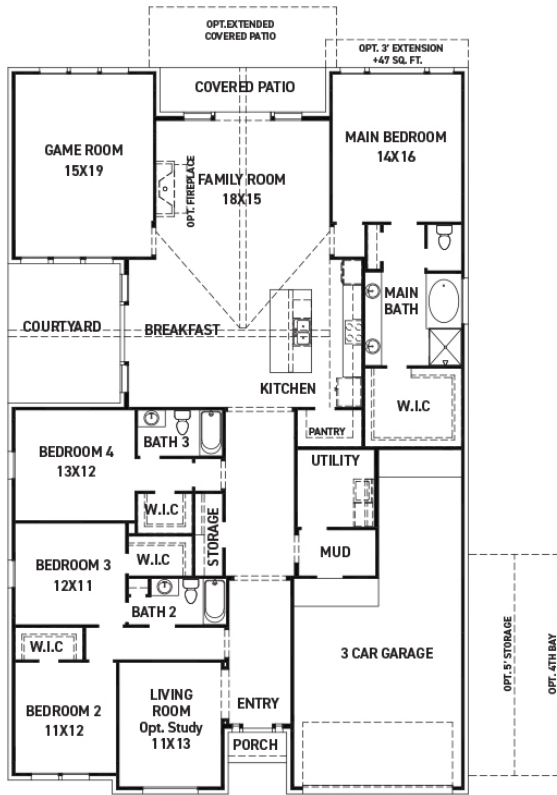 OPT.EXTENDED
COVERED PATIO
OPT. 3' EXTENSION
+47 SQ. FT.
COVERED PATIO
GAME ROOM
15X19
OPT. FIREPLACE
FAMILY ROOM
18X15
MAIN BEDROOM
14X16
MAIN
BATH
COURTYARD
BREAKFAST
KITCHEN
W.I.C
PANTRY
BEDROOM 4
13X12
BATH 3
UTILITY
W.I.C
STORAGE
MUD
BEDROOM 3
12X11
W.I.C
BATH 2
W.I.C
BEDROOM 2
11X12
LIVING
ROOM
Opt. Study
11X13
ENTRY
PORCH
3 CAR GARAGE
OPT. 5' STORAGE
OPT. 4TH BAY